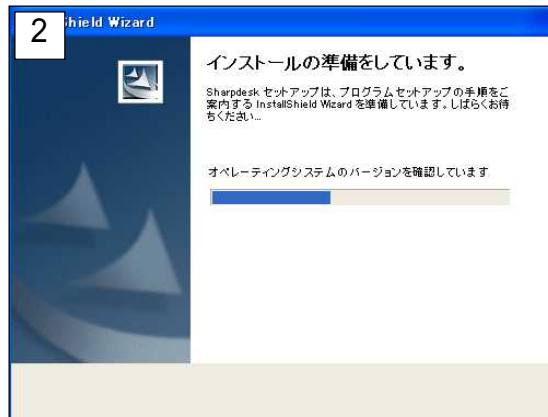 2
Shield Wizard
インストールの準備をしています。
Sharpdesk セットアップは、プログラム セットアップの手順をご
案内する InstallShield Wizard を準備しています。しばらくお待
ちください...
オペレーティングシステムのバージョンを確認しています